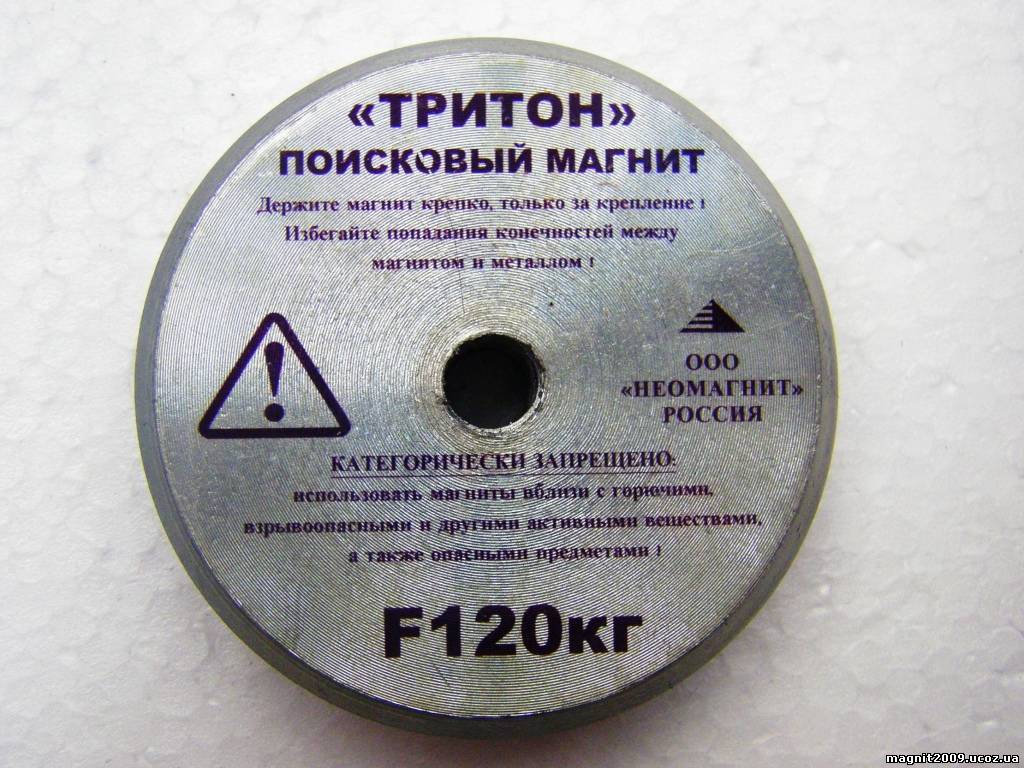 «ТРИТОН»
ПОИСКОВЫЙ МАГНИТ
Держите магнит крепко, только за крепление !
Избегайте попадания конечностей между
магнитом и металлом !
ООО
«НЕОМАГНИТ»
РОССИЯ
КАТЕГОРИЧЕСКИ ЗАПРЕЩЕНО:
использовать магниты вблизи с горючими,
взрывоопасными и другими активными веществами,
а также опасными предметами !
F120кг
magnit2009.ucoz.ua